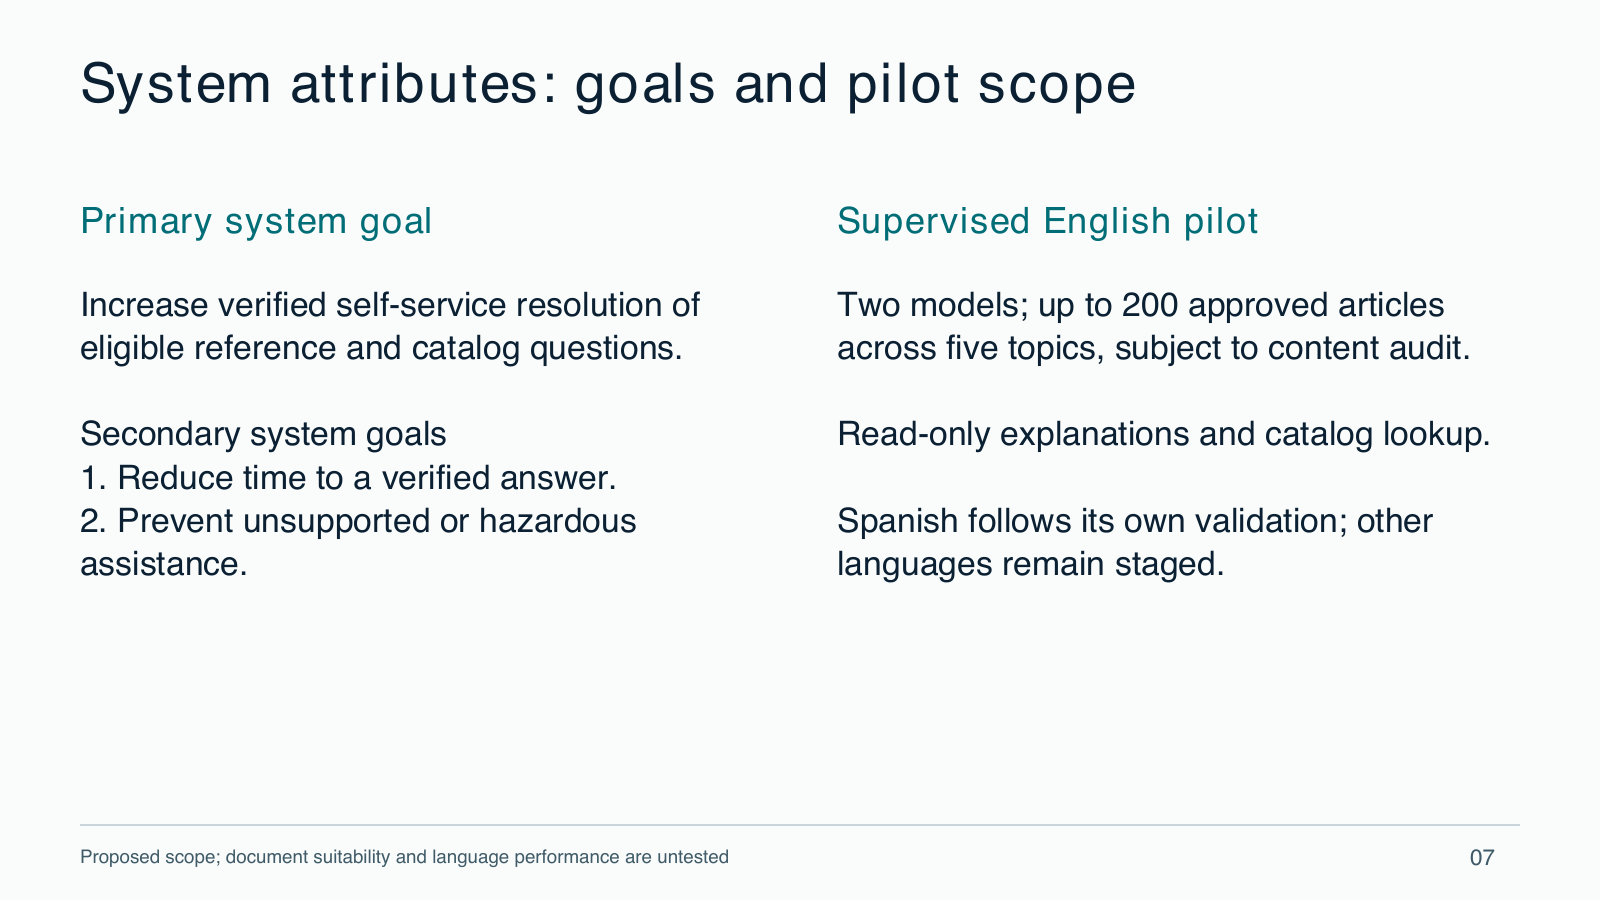 System attributes: goals and pilot scope
Primary system goal
Increase verified self-service resolution of
eligible reference and catalog questions.
Secondary system goals
1. Reduce time to a verified answer.
2. Prevent unsupported or hazardous
assistance.
Supervised English pilot
Two models; up to 200 approved articles
across five topics, subject to content audit.
Read-only explanations and catalog lookup.
Spanish follows its own validation; other
languages remain staged.
Proposed scope; document suitability and language performance are untested
07